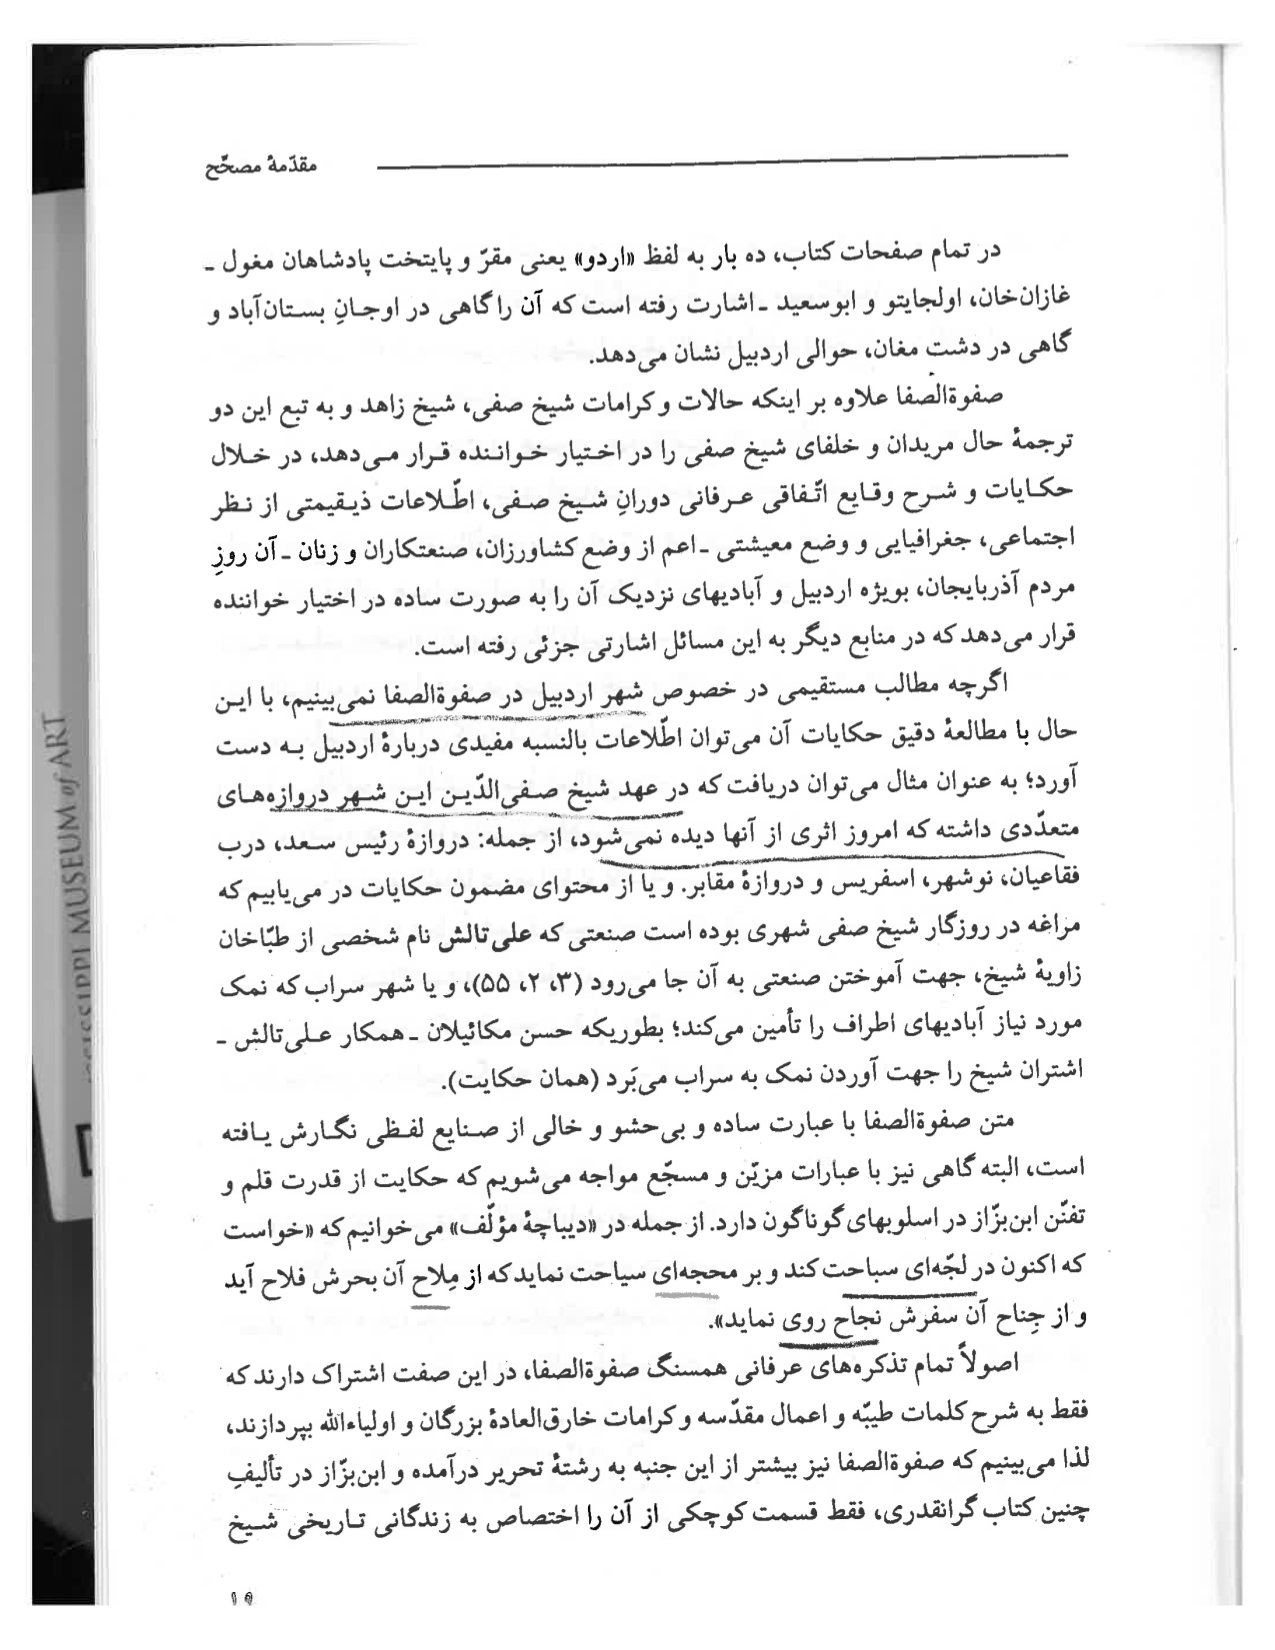 مقدّمهٔ مصحّح
در تمام صفحات کتاب، ده بار به لفظ «اردو» یعنی مقرّ و پایتخت پادشاهان مغول ـ
غازان‌خان، اولجایتو و ابوسعید ـ اشارت رفته است که آن را گاهی در اوجانِ بستان‌آباد و
گاهی در دشت مغان، حوالی اردبیل نشان می‌دهد.
صفوةالصفا علاوه بر اینکه حالات و کرامات شیخ صفی، شیخ زاهد و به تبع این دو
ترجمهٔ حال مریدان و خلفای شیخ صفی را در اختیار خواننده قرار می‌دهد، در خلال
حکایات و شرح وقایع اتّفاقی عرفانی دورانِ شیخ صفی، اطّلاعات ذیقیمتی از نظر
اجتماعی، جغرافیایی و وضع معیشتی ـ اعم از وضع کشاورزان، صنعتکاران و زنان ـ آن روزِ
مردم آذربایجان، بویژه اردبیل و آبادیهای نزدیک آن را به صورت ساده در اختیار خواننده
قرار می‌دهد که در منابع دیگر به این مسائل اشارتی جزئی رفته است.
اگرچه مطالب مستقیمی در خصوص شهر اردبیل در صفوةالصفا نمی‌بینیم، با این
حال با مطالعهٔ دقیق حکایات آن می‌توان اطّلاعات بالنسبه مفیدی دربارهٔ اردبیل به دست
آورد؛ به عنوان مثال می‌توان دریافت که در عهد شیخ صفی‌الدّین این شهر دروازه‌های
متعدّدی داشته که امروز اثری از آنها دیده نمی‌شود، از جمله: دروازهٔ رئیس سعد، درب
فقاعیان، نوشهر، اسفریس و دروازهٔ مقابر. و یا از محتوای مضمون حکایات در می‌یابیم که
مراغه در روزگار شیخ صفی شهری بوده است صنعتی که علی‌تالش نام شخصی از طبّاخان
زاویهٔ شیخ، جهت آموختن صنعتی به آن جا می‌رود (۳، ۲، ۵۵)، و یا شهر سراب که نمک
مورد نیاز آبادیهای اطراف را تأمین می‌کند؛ بطوریکه حسن مکائیلان ـ همکار علی‌تالش ـ
اشتران شیخ را جهت آوردن نمک به سراب می‌بَرد (همان حکایت).
متن صفوةالصفا با عبارت ساده و بی‌حشو و خالی از صنایع لفظی نگارش یافته
است، البته گاهی نیز با عبارات مزیّن و مسجّع مواجه می‌شویم که حکایت از قدرت قلم و
تفنّن ابن‌بزّاز در اسلوبهای گوناگون دارد. از جمله در «دیباچهٔ مؤلّف» می‌خوانیم که «خواست
که اکنون در لجّه‌ای سباحت کند و بر محجه‌ای سیاحت نماید که از مِلاح آن بحرش فلاح آید
و از جِناح آن سفرش نجاح روی نماید».
اصولاً تمام تذکره‌های عرفانی همسنگ صفوةالصفا، در این صفت اشتراک دارند که
فقط به شرح کلمات طیبّه و اعمال مقدّسه و کرامات خارق‌العادهٔ بزرگان و اولیاءالله بپردازند،
لذا می‌بینیم که صفوةالصفا نیز بیشتر از این جنبه به رشتهٔ تحریر درآمده و ابن‌بزّاز در تألیفِ
چنین کتاب گرانقدری، فقط قسمت کوچکی از آن را اختصاص به زندگانی تاریخی شیخ
MUSEUM of ART